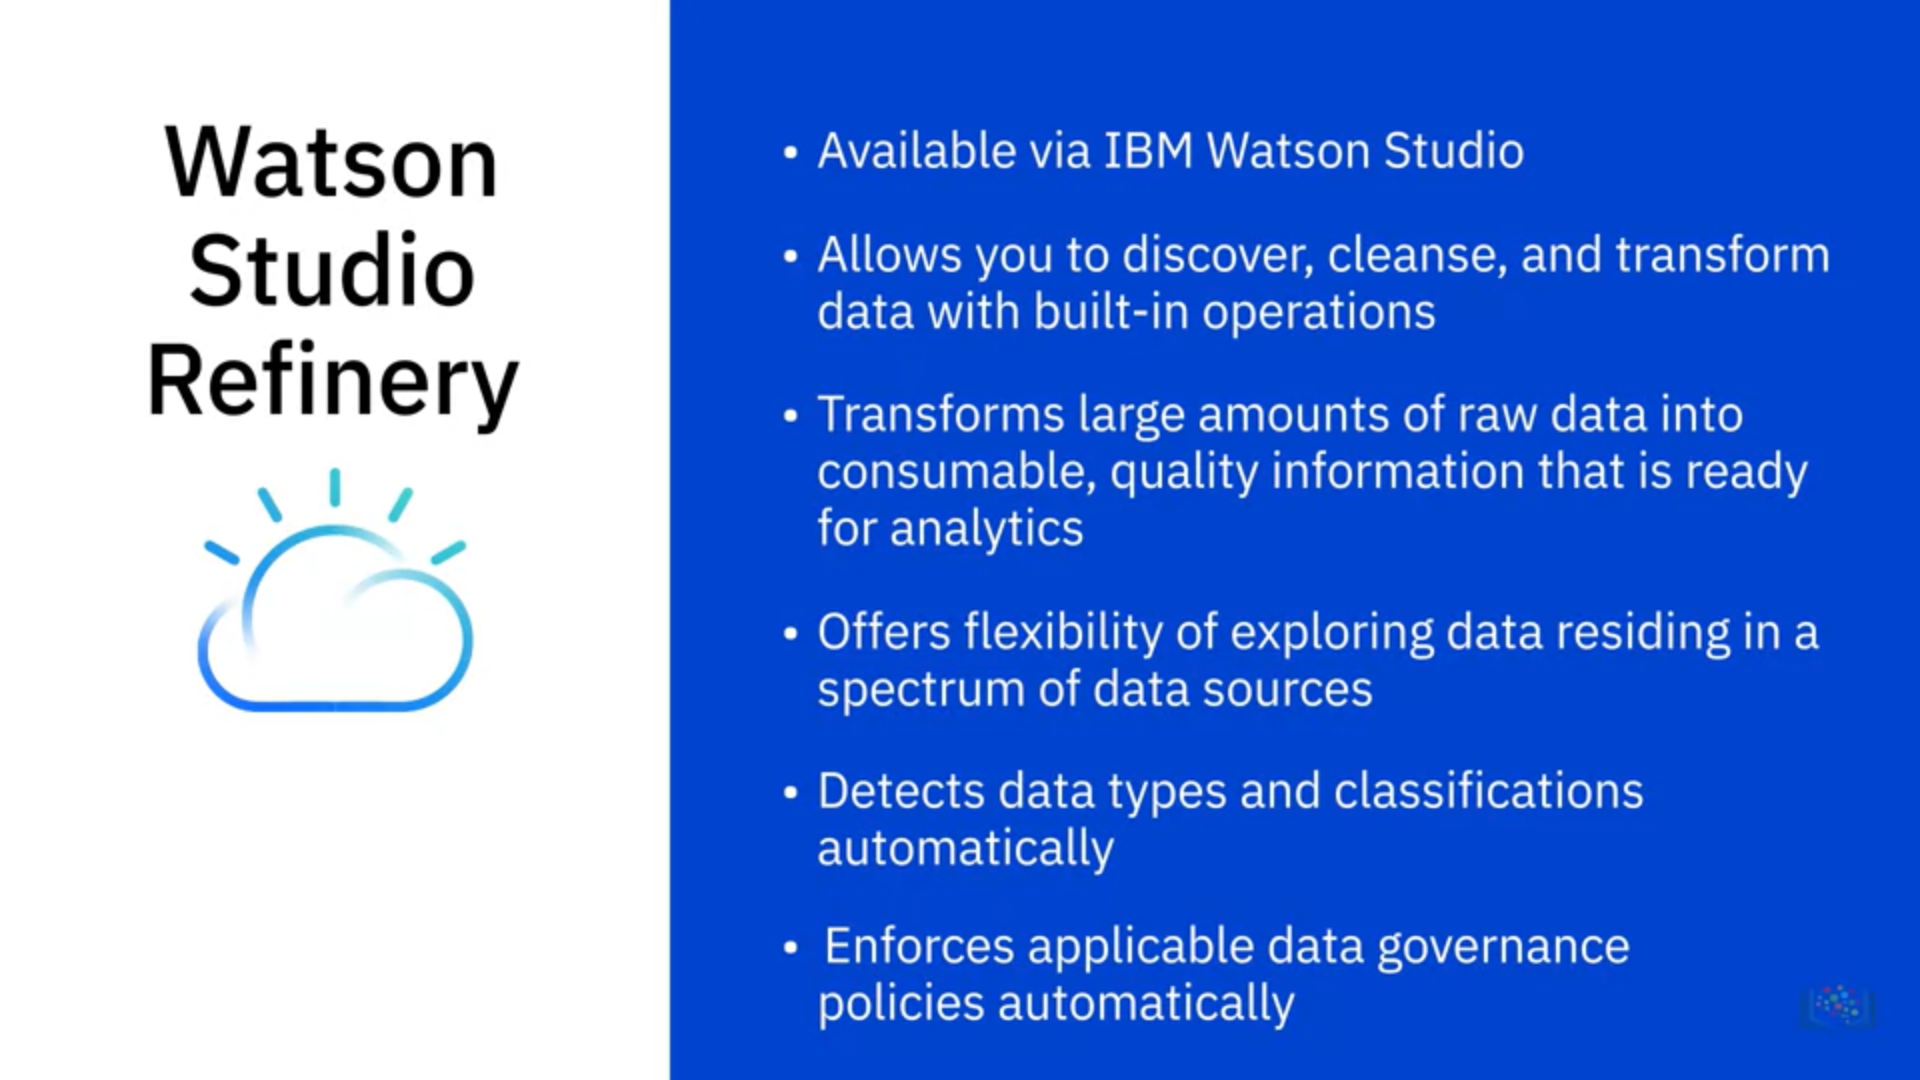 Watson
Studio
Refinery
• Available via IBM Watson Studio
• Allows you to discover, cleanse, and transform
data with built-in operations
• Transforms large amounts of raw data into
consumable, quality information that is ready
for analytics
• Offers flexibility of exploring data residing in a
spectrum of data sources
• Detects data types and classifications
automatically
• Enforces applicable data governance
policies automatically